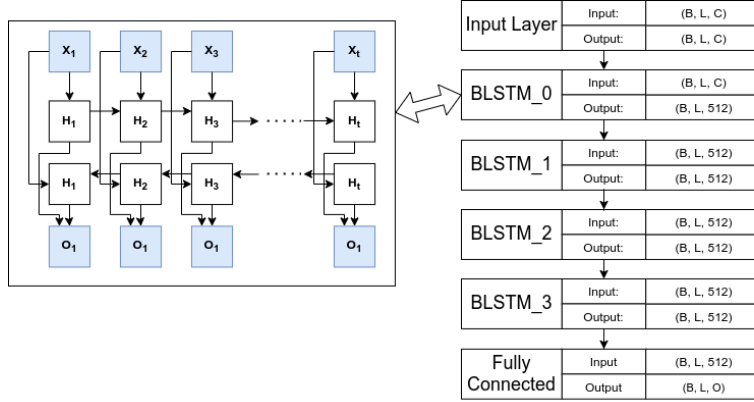 X1 X2 X3 Xt
H1 H2 H3 ...... Ht
H1 H2 H3 ...... Ht
O1 O1 O1 O1
Input Layer Input: (B, L, C)
Output: (B, L, C)
BLSTM_0 Input: (B, L, C)
Output: (B, L, 512)
BLSTM_1 Input: (B, L, 512)
Output: (B, L, 512)
BLSTM_2 Input: (B, L, 512)
Output: (B, L, 512)
BLSTM_3 Input: (B, L, 512)
Output: (B, L, 512)
Fully Connected Input (B, L, 512)
Output (B, L, O)